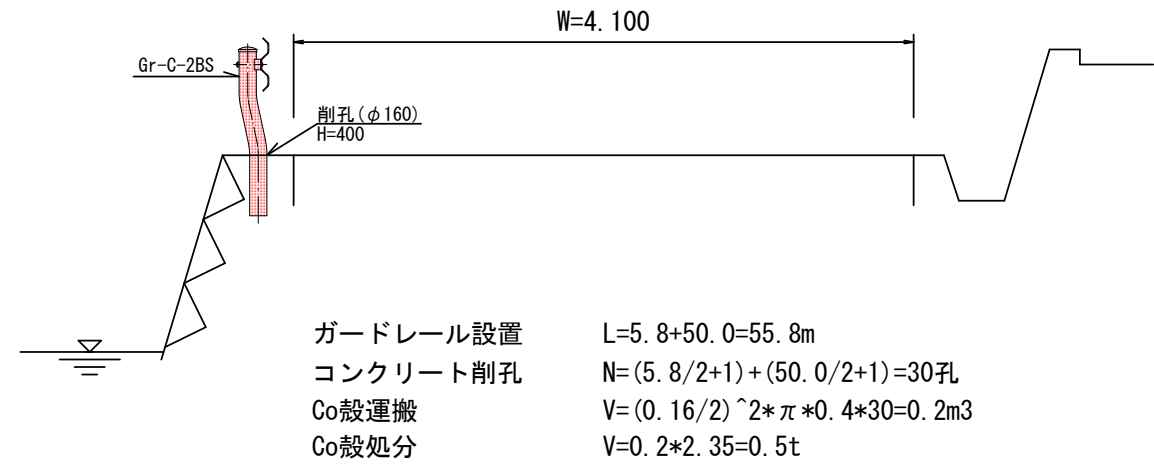 W=4.100
Gr-C-2BS
削孔(φ160)
H=400
ガードレール設置 L=5.8+50.0=55.8m
コンクリート削孔 N=(5.8/2+1)+(50.0/2+1)=30孔
Co殻運搬 V=(0.16/2)^2*π*0.4*30=0.2m3
Co殻処分 V=0.2*2.35=0.5t